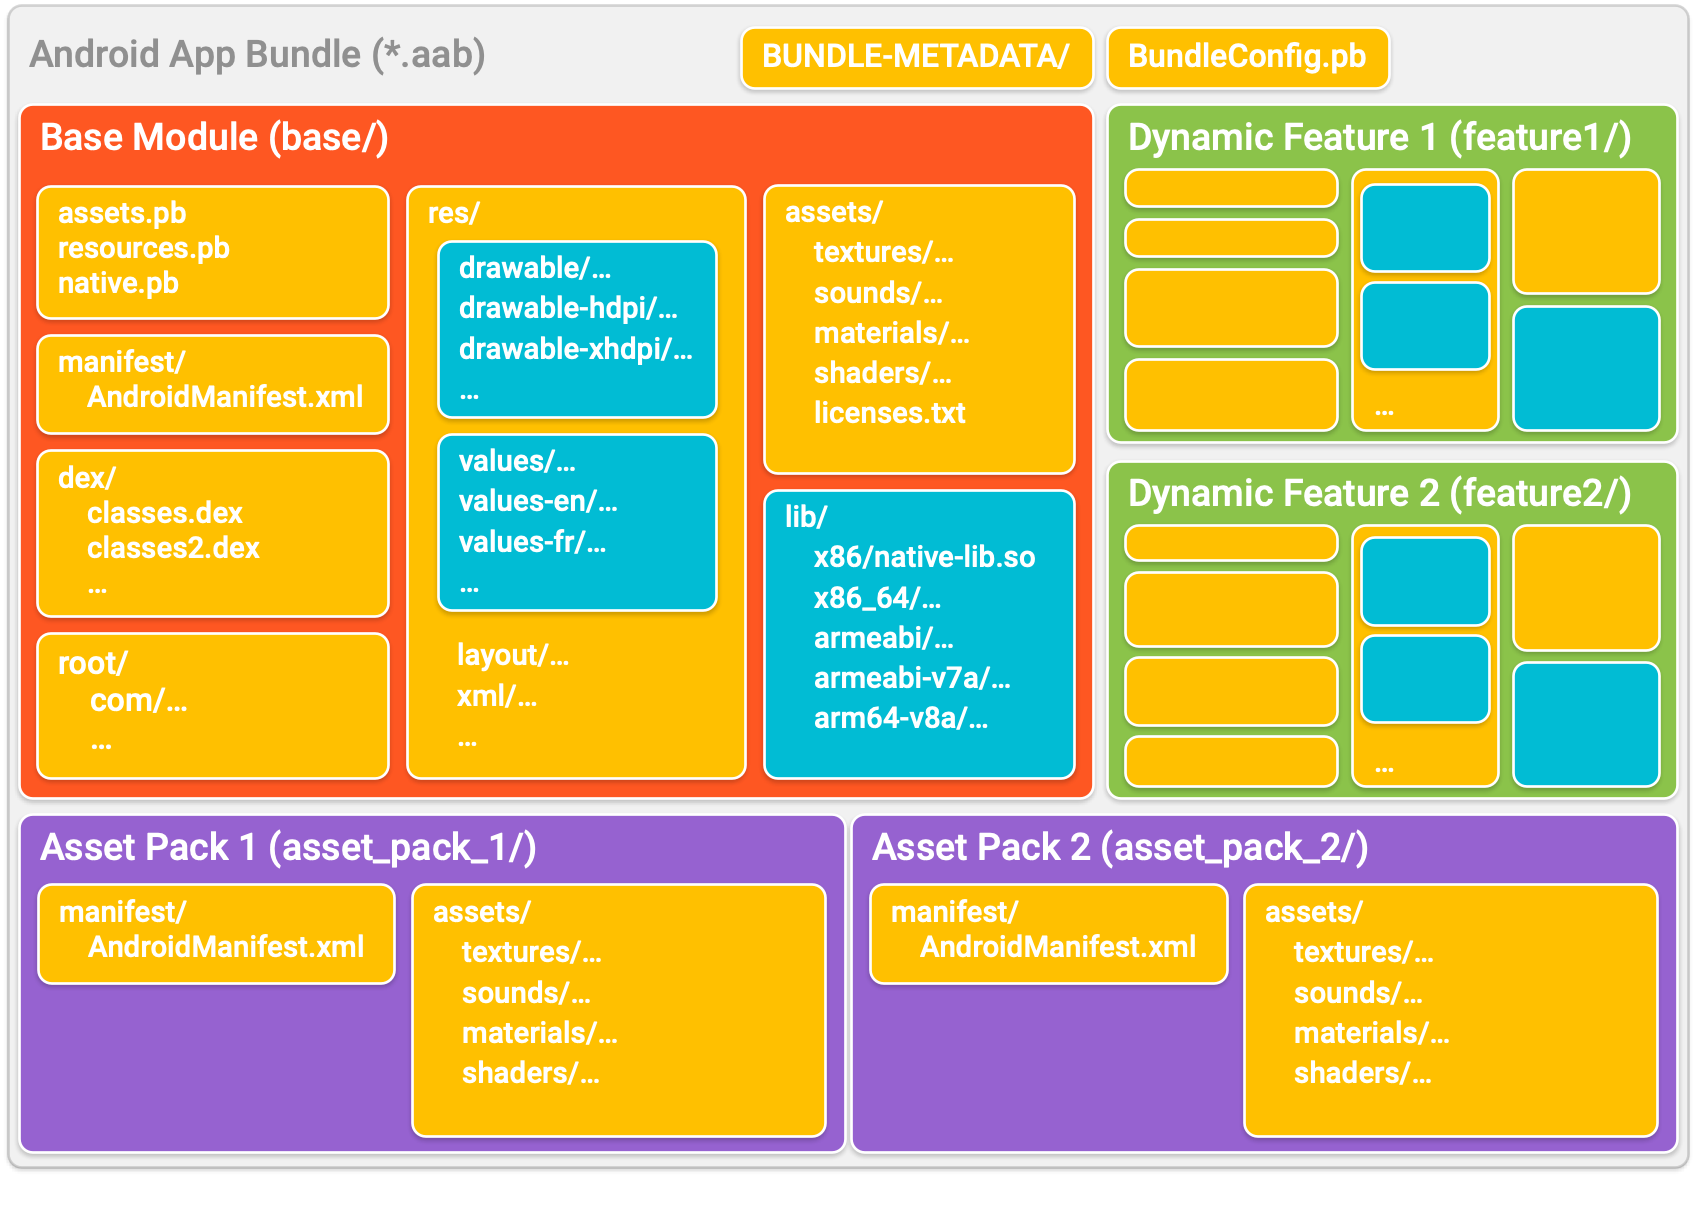 Android App Bundle (*.aab)
BUNDLE-METADATA/
BundleConfig.pb
Base Module (base/)
assets.pb
resources.pb
native.pb
manifest/
AndroidManifest.xml
dex/
classes.dex
classes2.dex
...
root/
com/...
...
res/
drawable/...
drawable-hdpi/...
drawable-xhdpi/...
...
values/...
values-en/...
values-fr/...
...
layout/...
xml/...
...
assets/
textures/...
sounds/...
materials/...
shaders/...
licenses.txt
lib/
x86/native-lib.so
x86_64/...
armeabi/...
armeabi-v7a/...
arm64-v8a/...
Dynamic Feature 1 (feature1/)
...
Dynamic Feature 2 (feature2/)
...
Asset Pack 1 (asset_pack_1/)
manifest/
AndroidManifest.xml
assets/
textures/...
sounds/...
materials/...
shaders/...
Asset Pack 2 (asset_pack_2/)
manifest/
AndroidManifest.xml
assets/
textures/...
sounds/...
materials/...
shaders/...